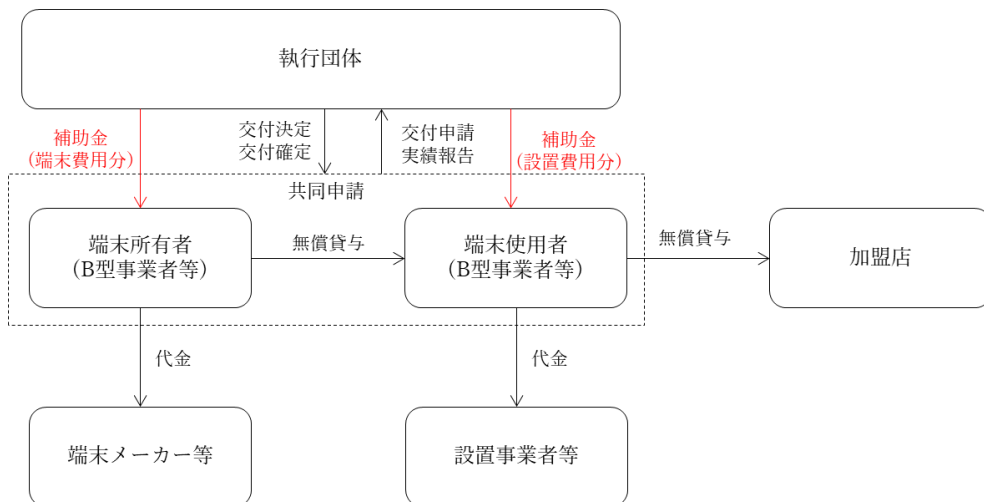 執行団体
補助金
(端末費用分)
交付決定
交付確定
交付申請
実績報告
補助金
(設置費用分)
共同申請
端末所有者
(B型事業者等)
無償貸与
端末使用者
(B型事業者等)
無償貸与
加盟店
代金
代金
端末メーカー等
設置事業者等